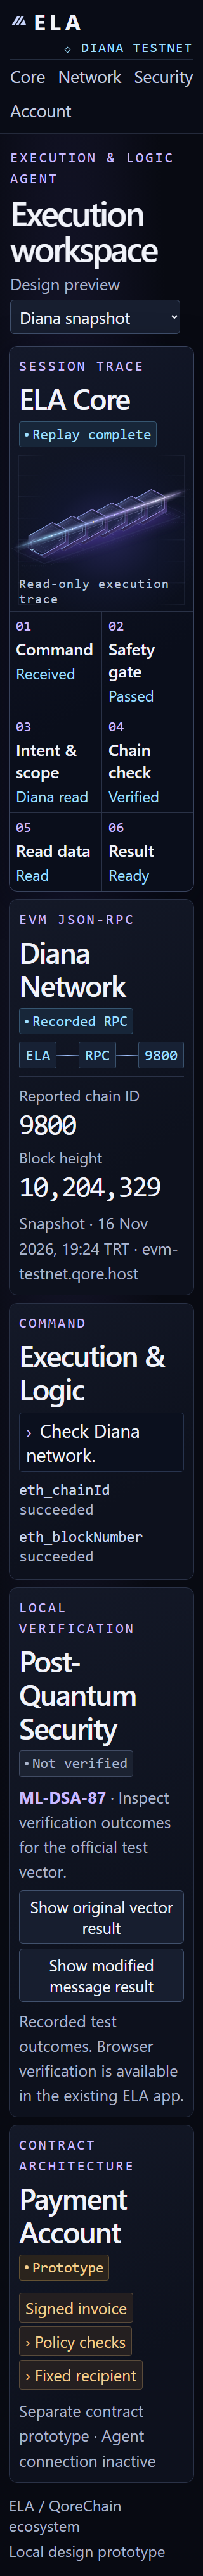 ELA
◇ DIANA TESTNET
Core Network Security
Account
EXECUTION & LOGIC
AGENT
Execution
workspace
Design preview
Diana snapshot
SESSION TRACE
ELA Core
• Replay complete
Read-only execution
trace
01
Command
Received
02
Safety
gate
Passed
03
Intent &
scope
Diana read
04
Chain
check
Verified
05
Read data
Read
06
Result
Ready
EVM JSON-RPC
Diana
Network
• Recorded RPC
ELA RPC 9800
Reported chain ID
9800
Block height
10,204,329
Snapshot · 16 Nov
2026, 19:24 TRT · evm-
testnet.qore.host
COMMAND
Execution &
Logic
› Check Diana
network.
eth_chainId
succeeded
eth_blockNumber
succeeded
LOCAL
VERIFICATION
Post-
Quantum
Security
• Not verified
ML-DSA-87 · Inspect
verification outcomes
for the official test
vector.
Show original vector
result
Show modified
message result
Recorded test
outcomes. Browser
verification is available
in the existing ELA app.
CONTRACT
ARCHITECTURE
Payment
Account
• Prototype
Signed invoice
› Policy checks
› Fixed recipient
Separate contract
prototype · Agent
connection inactive
ELA / QoreChain
ecosystem
Local design prototype